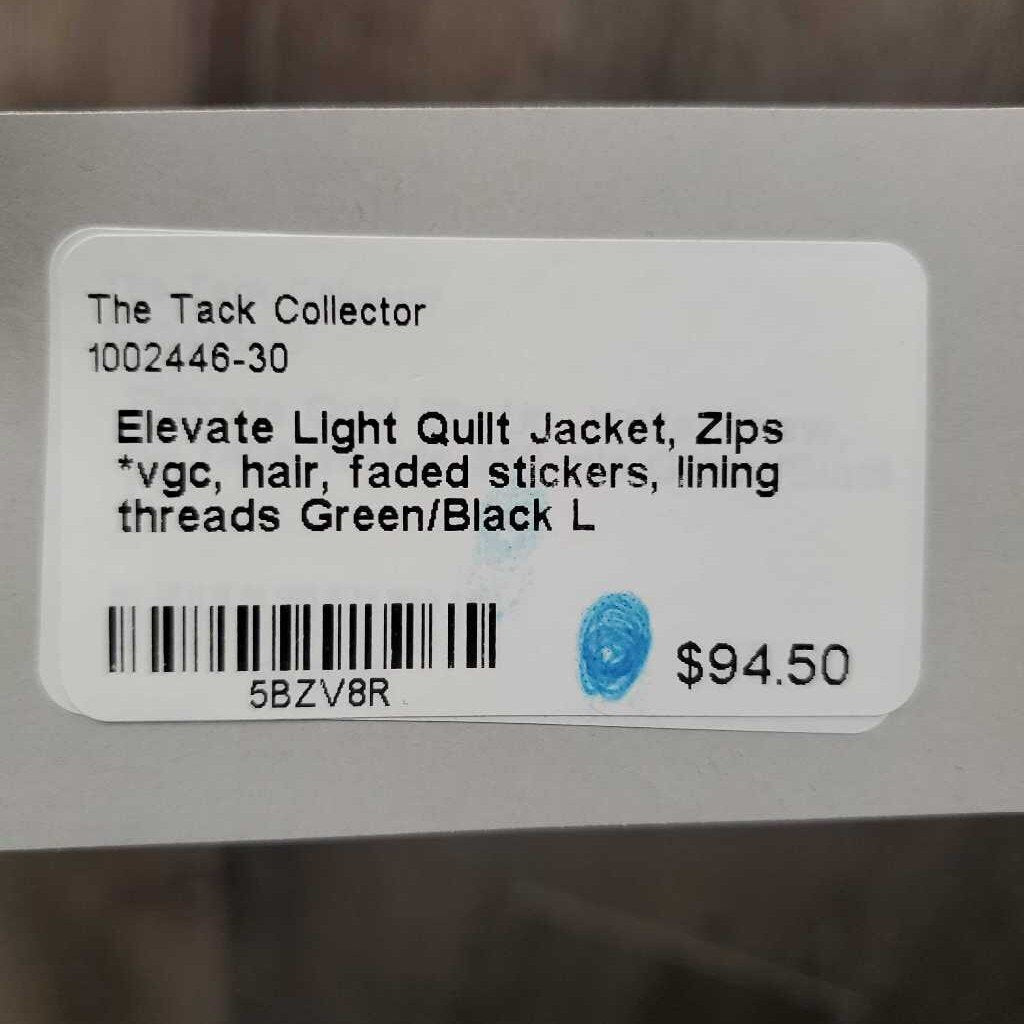 The Tack Collector
1002446-30
Elevate Light Quilt Jacket, Zips
*vgc, hair, faded stickers, lining
threads Green/Black L
5BZV8R
$94.50